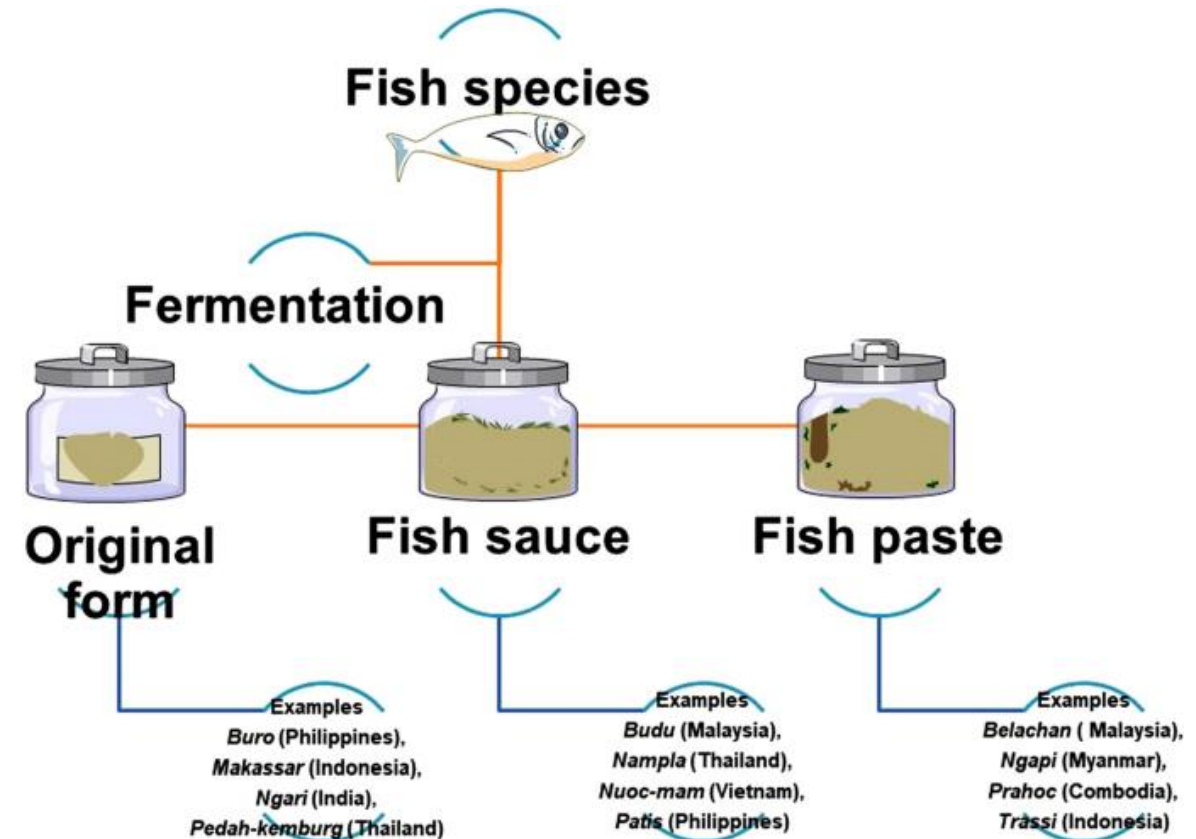 Fish species
Fermentation
Original
form
Fish sauce
Fish paste
Examples
Buro (Philippines),
Makassar (Indonesia),
Ngari (India),
Pedah-kemburg (Thailand)
Examples
Budu (Malaysia),
Nampla (Thailand),
Nuoc-mam (Vietnam),
Patis (Philippines)
Examples
Belachan ( Malaysia),
Ngapi (Myanmar),
Prahoc (Combodia),
Trassi (Indonesia)